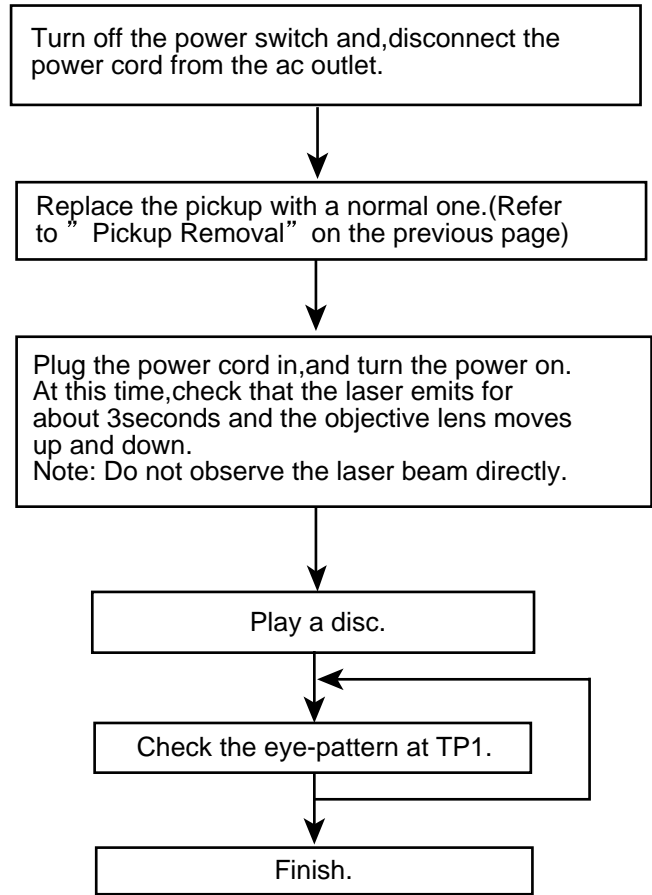 Turn off the power switch and,disconnect the
power cord from the ac outlet.
Replace the pickup with a normal one.(Refer
to ” Pickup Removal” on the previous page)
Plug the power cord in,and turn the power on.
At this time,check that the laser emits for
about 3seconds and the objective lens moves
up and down.
Note: Do not observe the laser beam directly.
Play a disc.
Check the eye-pattern at TP1.
Finish.